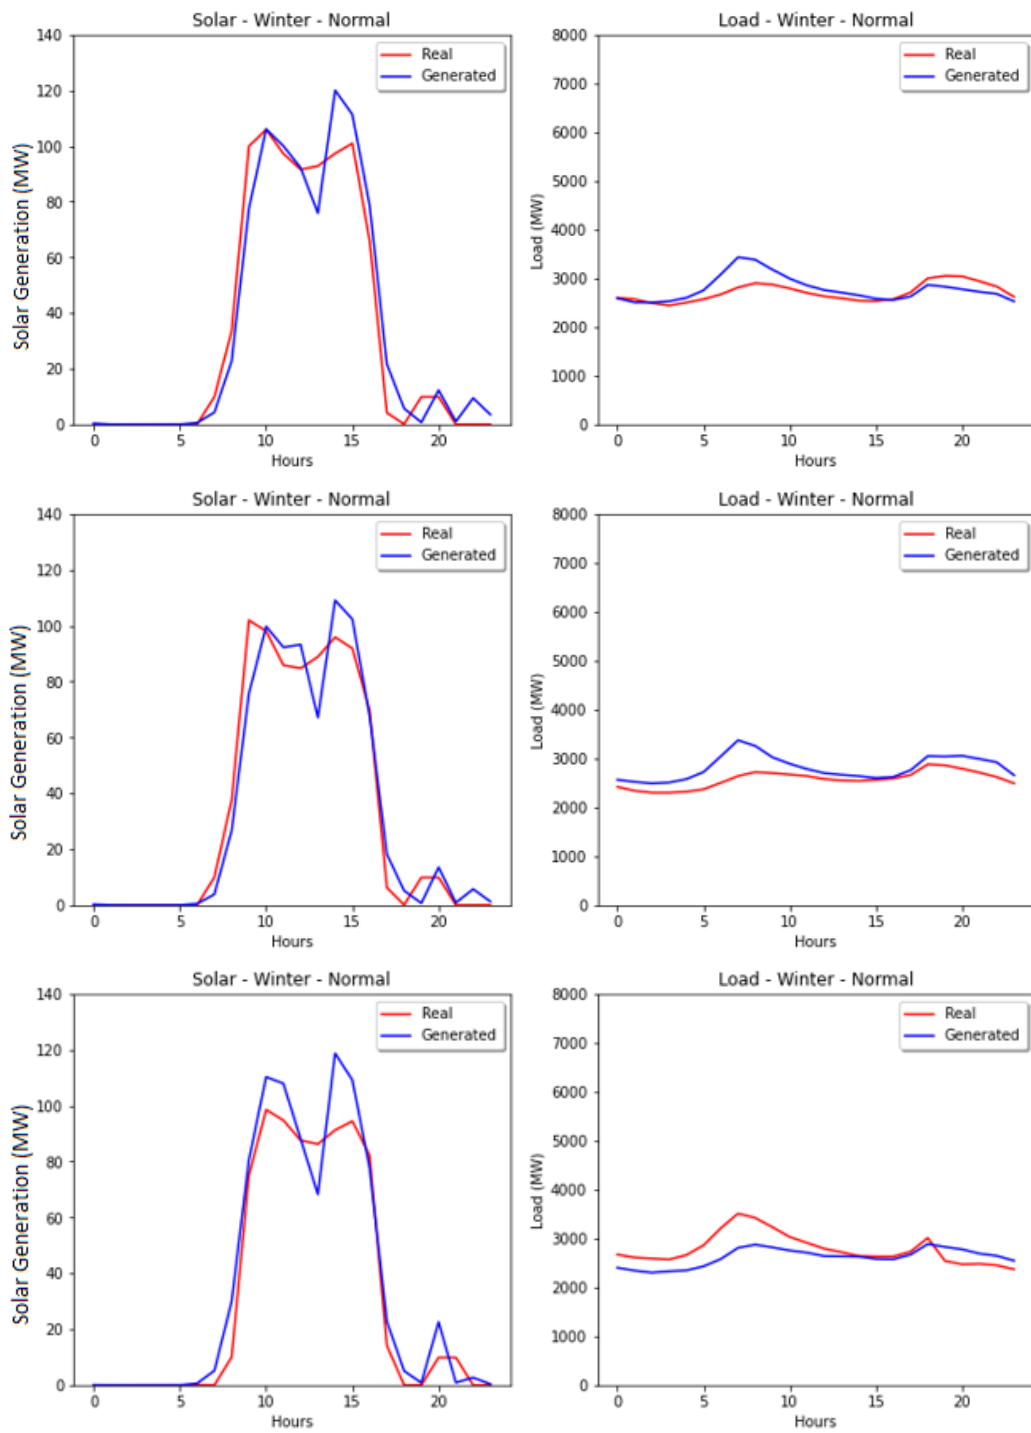 Solar - Winter - Normal
Solar Generation (MW)
140
120
100
80
60
40
20
0
Real
Generated
0 5 10 15 20
Hours
Load - Winter - Normal
Load (MW)
8000
7000
6000
5000
4000
3000
2000
1000
0
Real
Generated
0 5 10 15 20
Hours
Solar - Winter - Normal
Solar Generation (MW)
140
120
100
80
60
40
20
0
Real
Generated
0 5 10 15 20
Hours
Load - Winter - Normal
Load (MW)
8000
7000
6000
5000
4000
3000
2000
1000
0
Real
Generated
0 5 10 15 20
Hours
Solar - Winter - Normal
Solar Generation (MW)
140
120
100
80
60
40
20
0
Real
Generated
0 5 10 15 20
Hours
Load - Winter - Normal
Load (MW)
8000
7000
6000
5000
4000
3000
2000
1000
0
Real
Generated
0 5 10 15 20
Hours